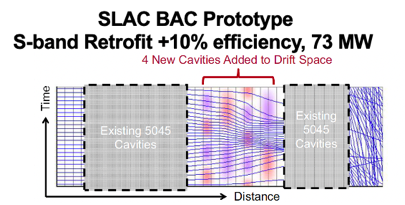 SLAC BAC Prototype
S-band Retrofit +10% efficiency, 73 MW
4 New Cavities Added to Drift Space
Time
Existing 5045
Cavities
Existing
5045
Cavities
Distance